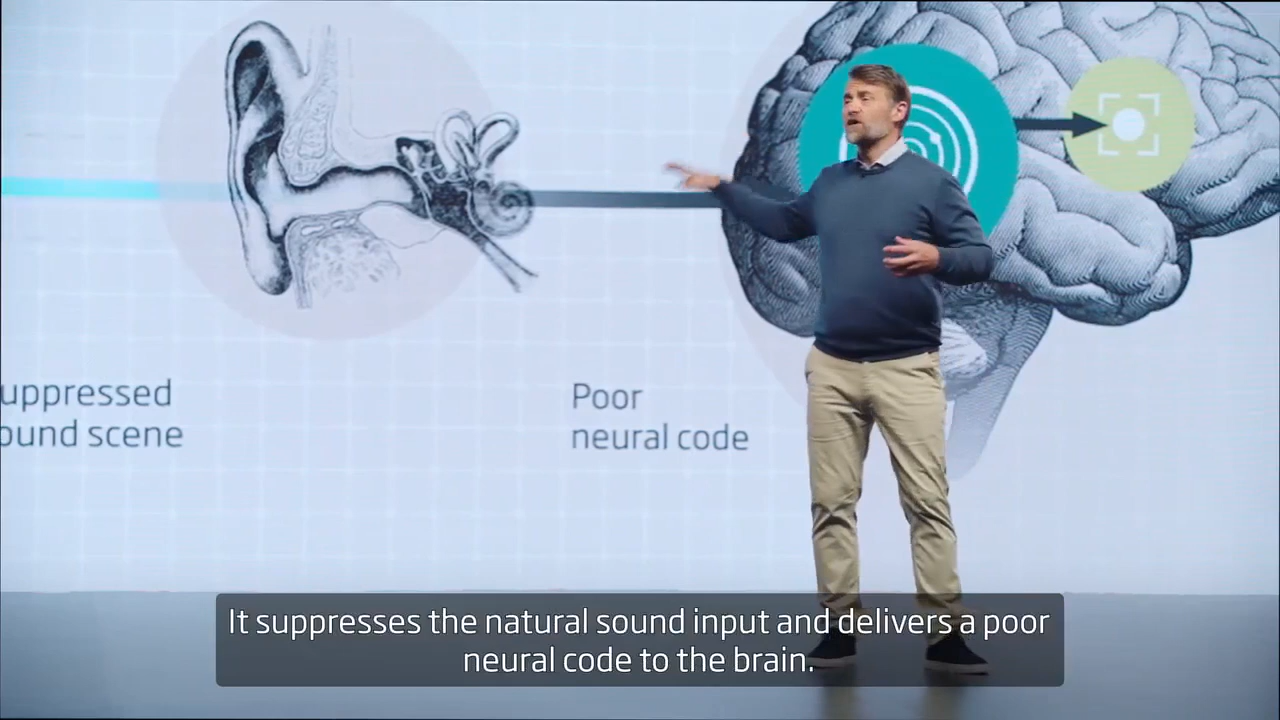 uppressed
ound scene
Poor
neural code
It suppresses the natural sound input and delivers a poor
neural code to the brain.